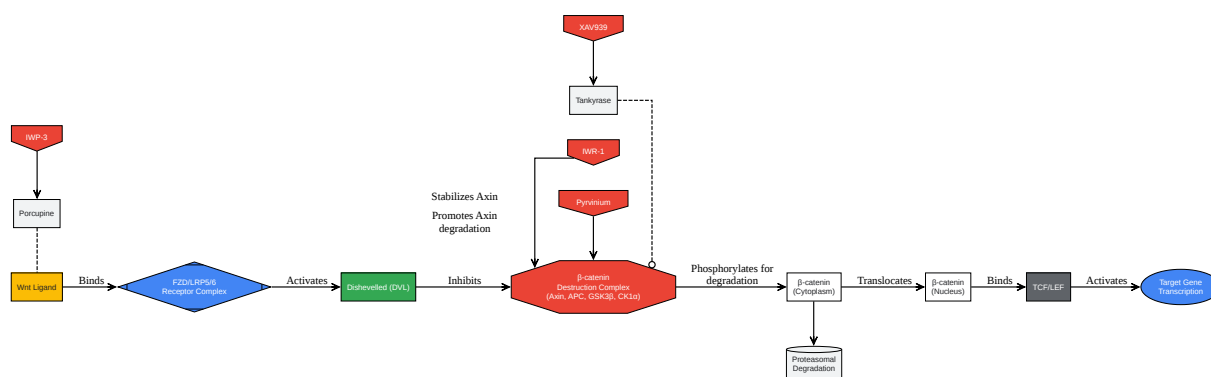 XAV939
Tankyrase
IWP-3
IWR-1
Stabilizes Axin
Promotes Axin
degradation
Pyrvinium
Porcupine
Wnt Ligand
Binds
FZD/LRP5/6
Receptor Complex
Activates
Dishevelled (DVL)
Inhibits
β-catenin
Destruction Complex
(Axin, APC, GSK3β, CK1α)
Phosphorylates for
degradation
β-catenin
(Cytoplasm)
Translocates
β-catenin
(Nucleus)
Binds
TCF/LEF
Activates
Target Gene
Transcription
Proteasomal
Degradation